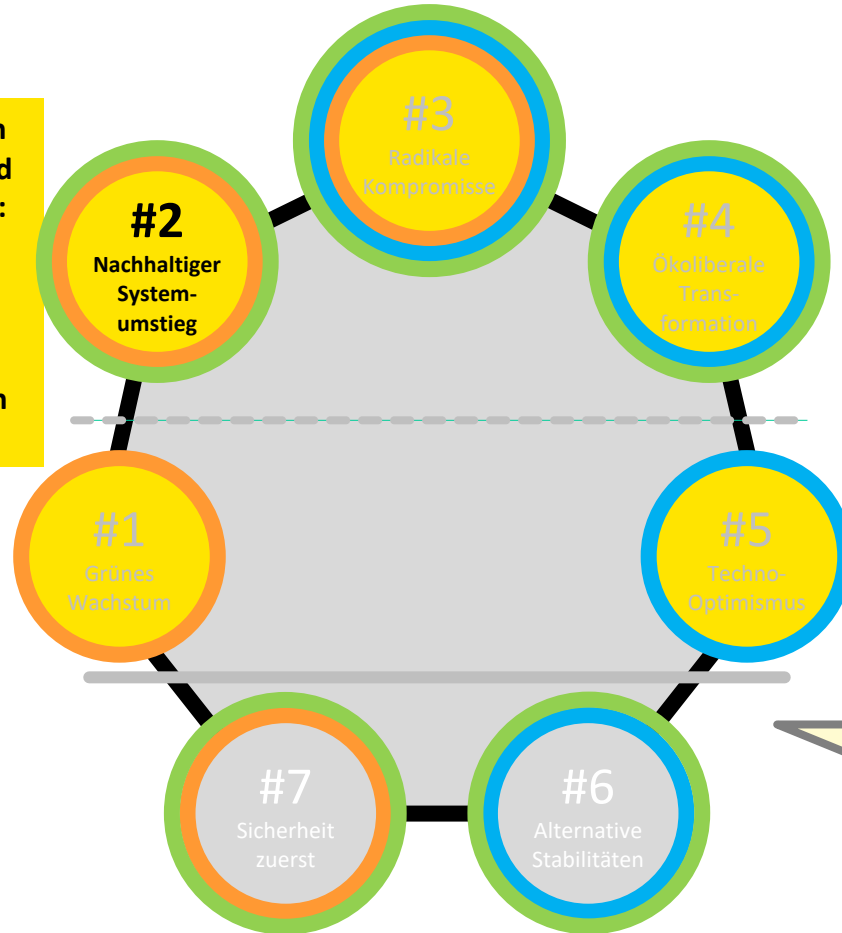 #3
Radikale
Kompromisse
:
#2
Nachhaltiger
System-
umstieg
#4
Ökoliberale
Trans-
formation
#1
Grünes
Wachstum
#5
Techno-
Optimismus
#7
Sicherheit
zuerst
#6
Alternative
Stabilitäten